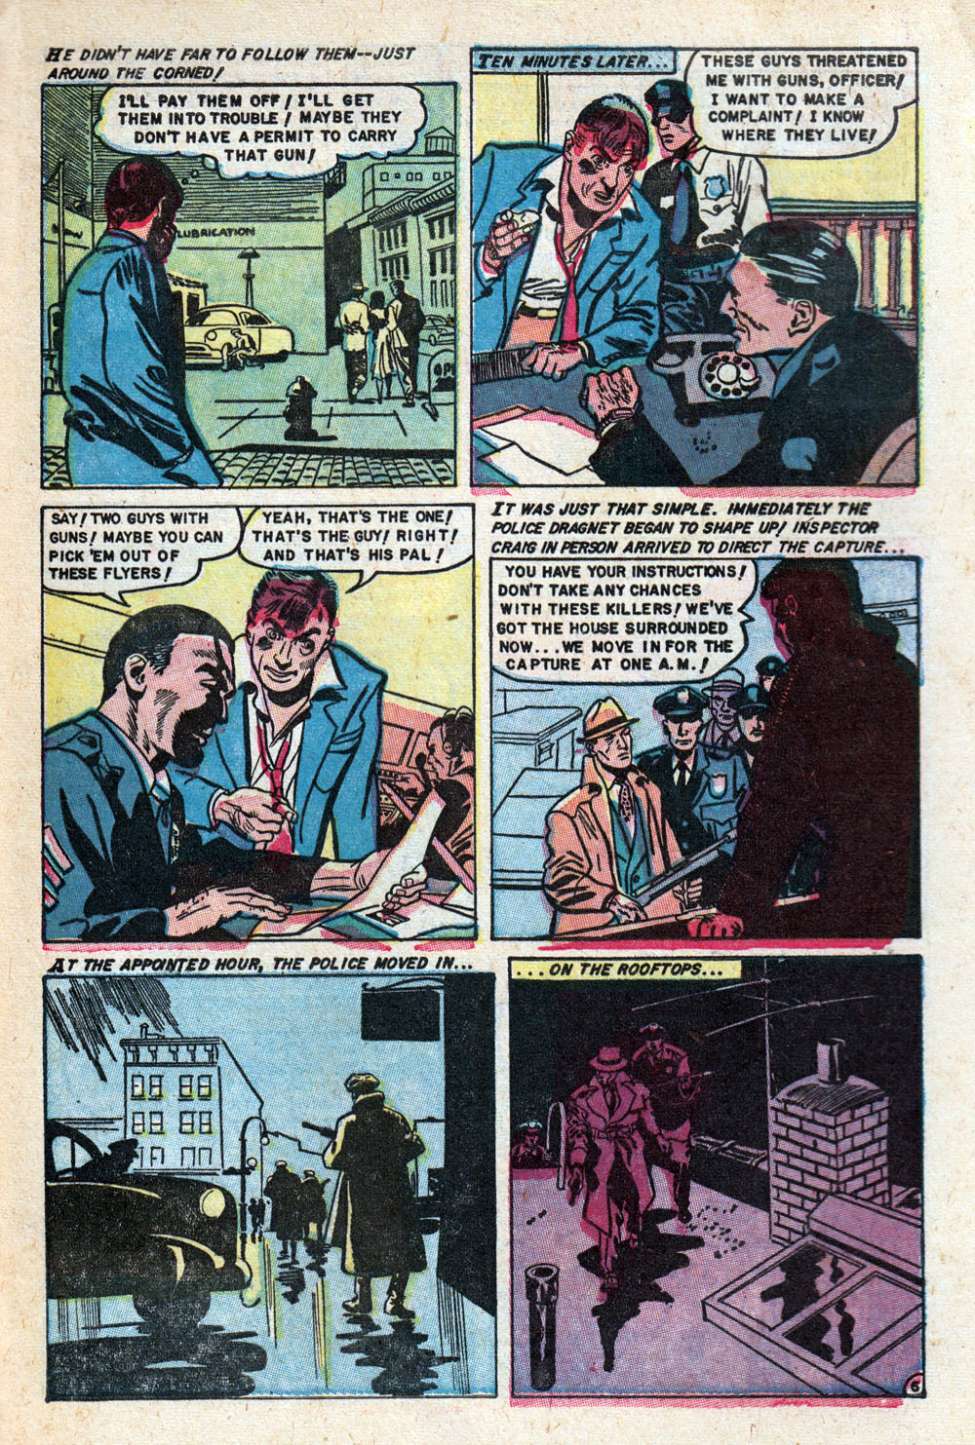 HE DIDN'T HAVE FAR TO FOLLOW THEM--JUST
AROUND THE CORNED!
I'LL PAY THEM OFF! I'LL GET
THEM INTO TROUBLE! MAYBE THEY
DON'T HAVE A PERMIT TO CARRY
THAT GUN!
LUBRICATION
TEN MINUTES LATER...
THESE GUYS THREATENED
ME WITH GUNS, OFFICER!
I WANT TO MAKE A
COMPLAINT! I KNOW
WHERE THEY LIVE!
SAY! TWO GUYS WITH
GUNS! MAYBE YOU CAN
PICK 'EM OUT OF
THESE FLYERS!
YEAH, THAT'S THE ONE!
THAT'S THE GUY! RIGHT!
AND THAT'S HIS PAL!
IT WAS JUST THAT SIMPLE. IMMEDIATELY THE
POLICE DRAGNET BEGAN TO SHAPE UP! INSPECTOR
CRAIG IN PERSON ARRIVED TO DIRECT THE CAPTURE...
YOU HAVE YOUR INSTRUCTIONS!
DON'T TAKE ANY CHANCES
WITH THESE KILLERS! WE'VE
GOT THE HOUSE SURROUNDED
NOW...WE MOVE IN FOR THE
CAPTURE AT ONE A.M.!
AT THE APPOINTED HOUR, THE POLICE MOVED IN...
...ON THE ROOFTOPS...
6